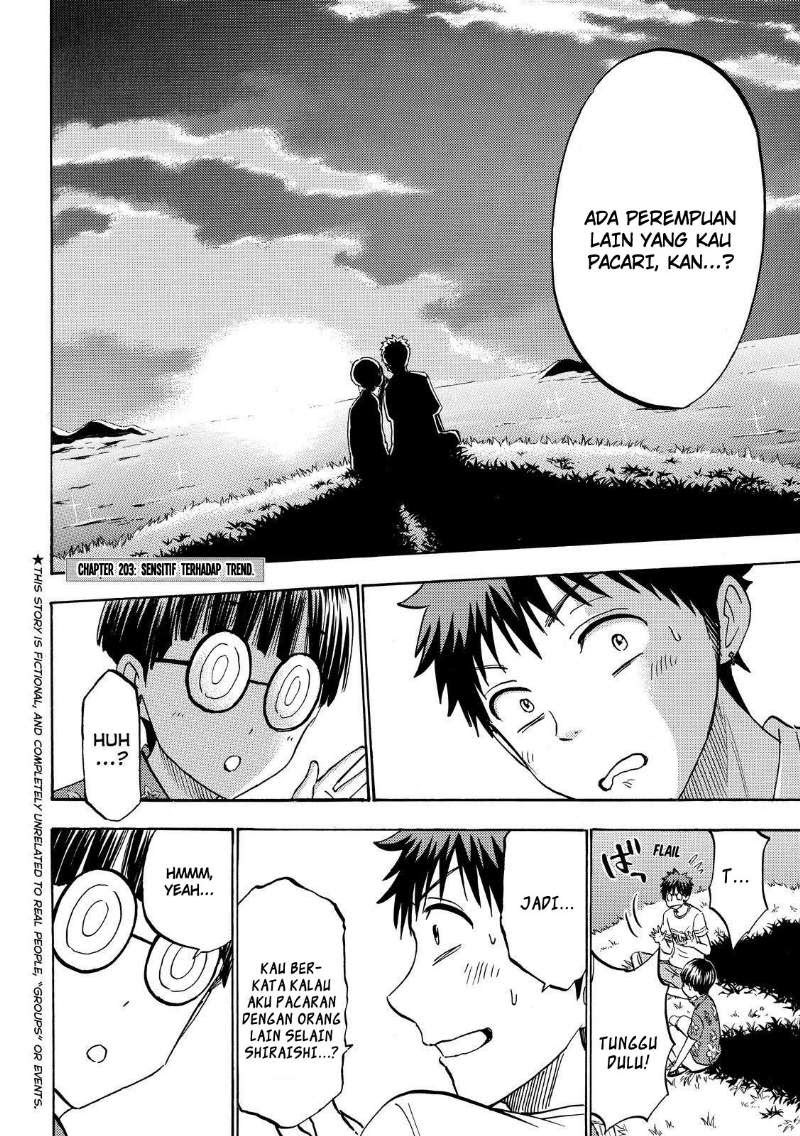 ADA PEREMPUAN
LAIN YANG KAU
PACARI, KAN...?
CHAPTER 203: SENSITIF TERHADAP TREND.
★THIS STORY IS FICTIONAL, AND COMPLETELY UNRELATED TO REAL PEOPLE, "GROUPS" OR EVENTS.
HUH
...?
T...
FLAIL
ばっ
TUNGGU
DULU!
JADI...
KAU BER-
KATA KALAU
AKU PACARAN
DENGAN ORANG
LAIN SELAIN
SHIRAISHI...?
HMMM,
YEAH...